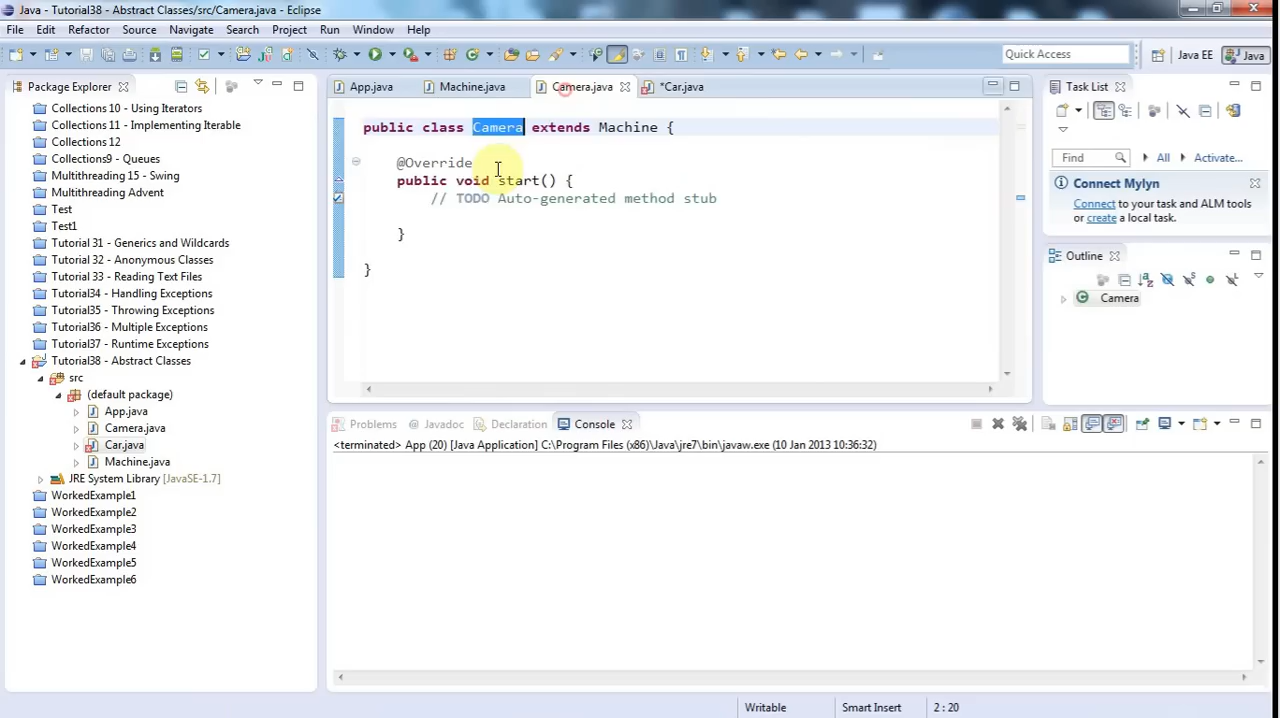 Java - Tutorial38 - Abstract Classes/src/Camera.java - Eclipse
File Edit Refactor Source Navigate Search Project Run Window Help
Quick Access
Java EE
Java
Package Explorer
Collections 10 - Using Iterators
Collections 11 - Implementing Iterable
Collections 12
Collections9 - Queues
Multithreading 15 - Swing
Multithreading Advent
Test
Test1
Tutorial 31 - Generics and Wildcards
Tutorial 32 - Anonymous Classes
Tutorial 33 - Reading Text Files
Tutorial34 - Handling Exceptions
Tutorial35 - Throwing Exceptions
Tutorial36 - Multiple Exceptions
Tutorial37 - Runtime Exceptions
Tutorial38 - Abstract Classes
src
(default package)
App.java
Camera.java
Car.java
Machine.java
JRE System Library [JavaSE-1.7]
WorkedExample1
WorkedExample2
WorkedExample3
WorkedExample4
WorkedExample5
WorkedExample6
App.java Machine.java Camera.java *Car.java
public class Camera extends Machine {
@Override
public void start() {
// TODO Auto-generated method stub
}
}
Task List
Find All Activate...
Connect Mylyn
Connect to your task and ALM tools
or create a local task.
Outline
Camera
Problems Javadoc Declaration Console
<terminated> App (20) [Java Application] C:\Program Files (x86)\Java\jre7\bin\javaw.exe (10 Jan 2013 10:36:32)
Writable Smart Insert 2 : 20